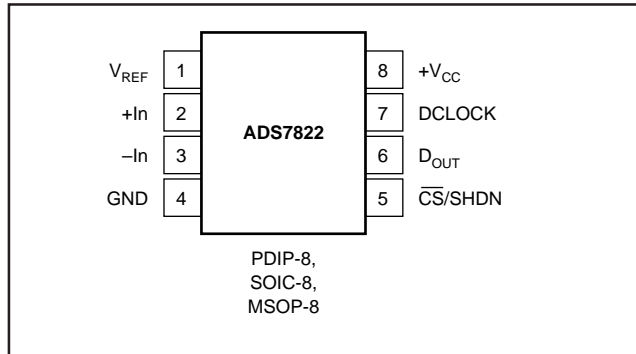 V_REF 1 8 +V_CC
+In 2 ADS7822 7 DCLOCK
–In 3 6 D_OUT
GND 4 5 C̅S̅/SHDN
PDIP-8,
SOIC-8,
MSOP-8